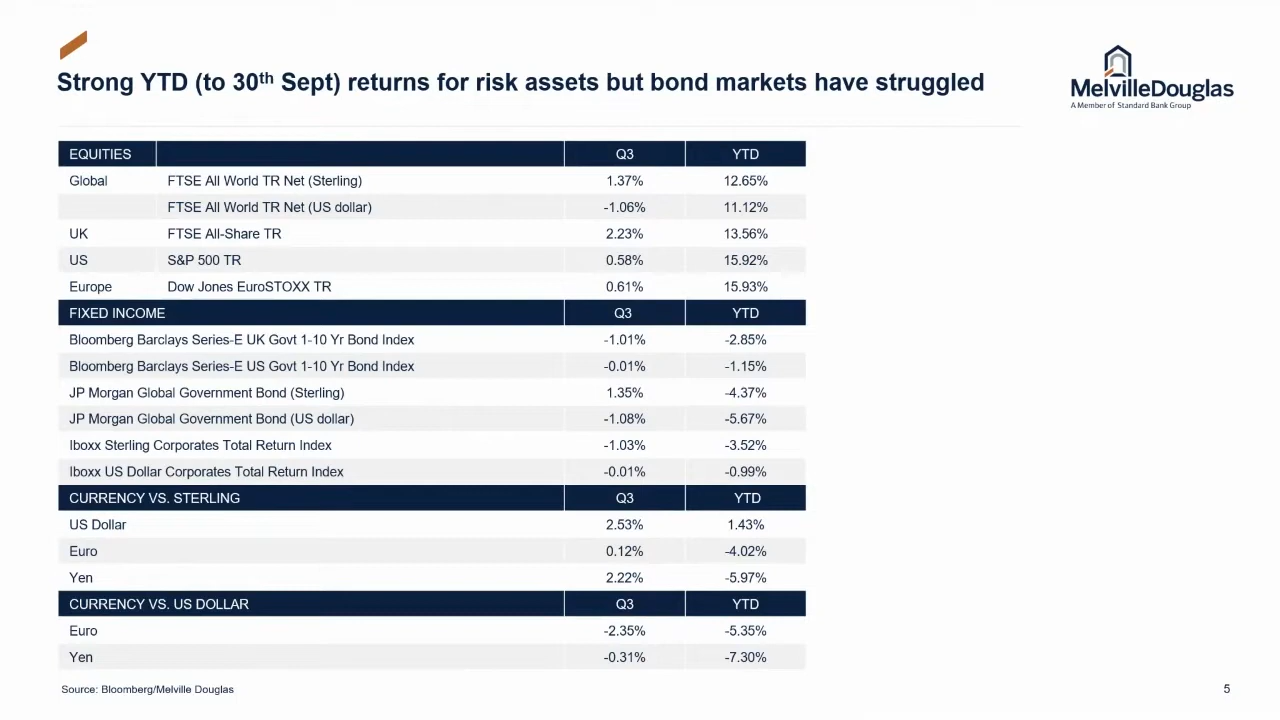 Strong YTD (to 30th Sept) returns for risk assets but bond markets have struggled
MelvilleDouglas
A Member of Standard Bank Group
EQUITIES Q3 YTD
Global FTSE All World TR Net (Sterling) 1.37% 12.65%
FTSE All World TR Net (US dollar) -1.06% 11.12%
UK FTSE All-Share TR 2.23% 13.56%
US S&P 500 TR 0.58% 15.92%
Europe Dow Jones EuroSTOXX TR 0.61% 15.93%
FIXED INCOME Q3 YTD
Bloomberg Barclays Series-E UK Govt 1-10 Yr Bond Index -1.01% -2.85%
Bloomberg Barclays Series-E US Govt 1-10 Yr Bond Index -0.01% -1.15%
JP Morgan Global Government Bond (Sterling) 1.35% -4.37%
JP Morgan Global Government Bond (US dollar) -1.08% -5.67%
Iboxx Sterling Corporates Total Return Index -1.03% -3.52%
Iboxx US Dollar Corporates Total Return Index -0.01% -0.99%
CURRENCY VS. STERLING Q3 YTD
US Dollar 2.53% 1.43%
Euro 0.12% -4.02%
Yen 2.22% -5.97%
CURRENCY VS. US DOLLAR Q3 YTD
Euro -2.35% -5.35%
Yen -0.31% -7.30%
Source: Bloomberg/Melville Douglas
5